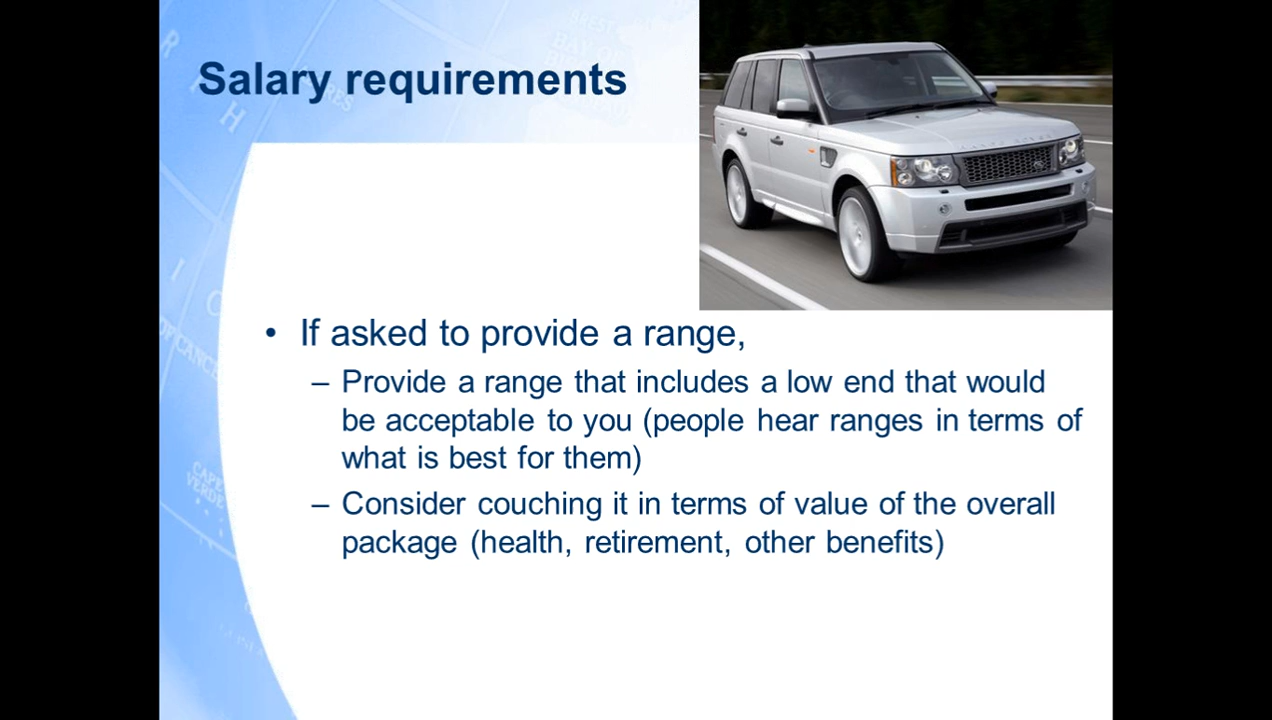 Salary requirements
• If asked to provide a range,
– Provide a range that includes a low end that would
be acceptable to you (people hear ranges in terms of
what is best for them)
– Consider couching it in terms of value of the overall
package (health, retirement, other benefits)
CAPE
VERDE